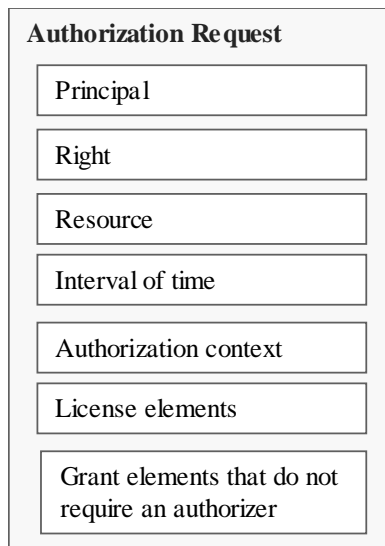 Authorization Request
Principal
Right
Resource
Interval of time
Authorization context
License elements
Grant elements that do not
require an authorizer